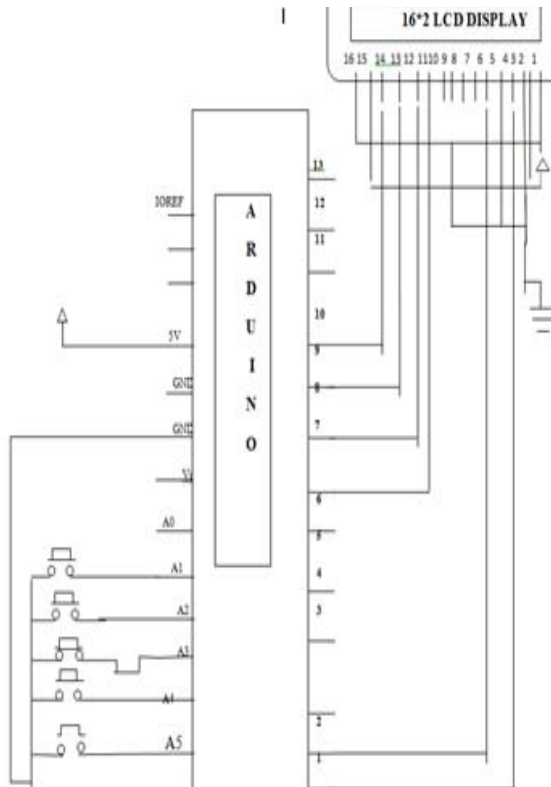 16*2 LCD DISPLAY
16 15 14 13 12 11 10 9 8 7 6 5 4 3 2 1
13
IOREF
12
A
R
D
U
I
N
O
11
10
5V
9
GND
8
GND
7
Vi
6
A0
5
A1
4
A2
3
A3
A4
2
A5
1